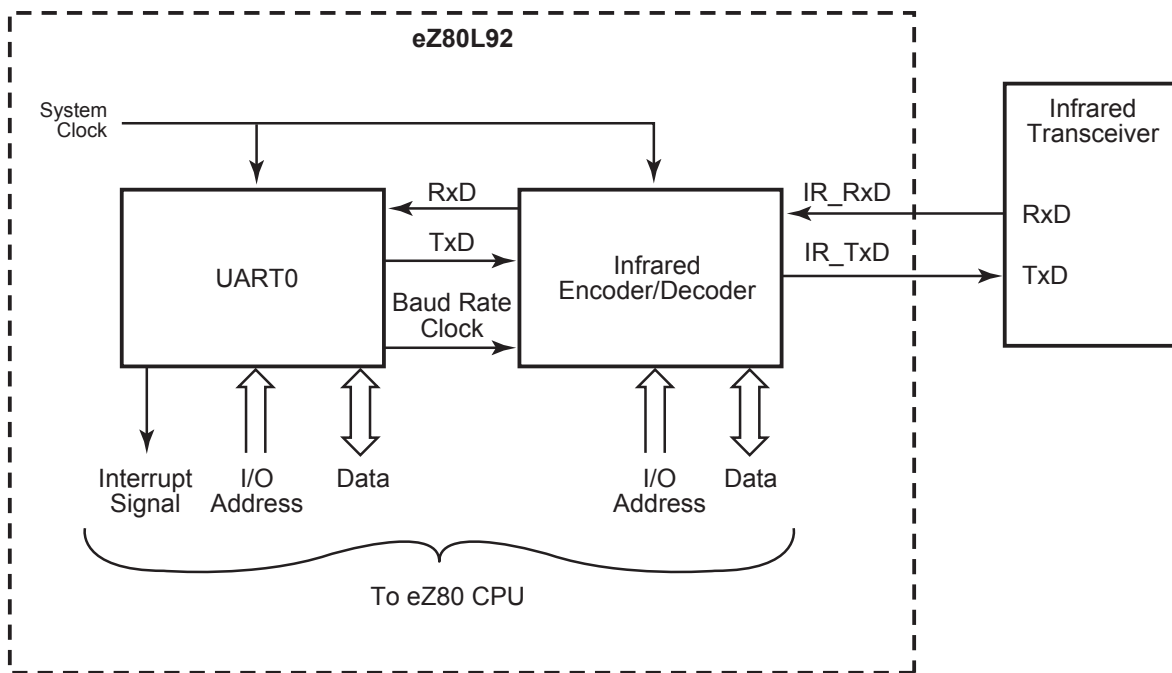 eZ80L92
System
Clock
Infrared
Transceiver
RxD
IR_RxD
RxD
TxD
IR_TxD
TxD
UART0
Infrared
Encoder/Decoder
Baud Rate
Clock
Interrupt
Signal
I/O
Address
Data
I/O
Address
Data
To eZ80 CPU